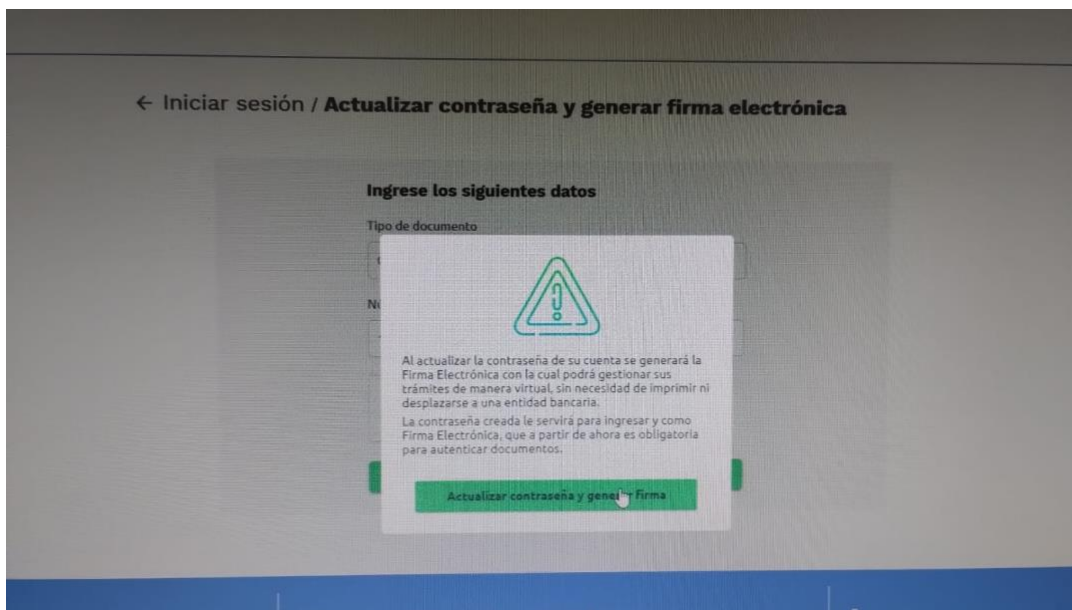 ← Iniciar sesión / Actualizar contraseña y generar firma electrónica
Ingrese los siguientes datos
Tipo de documento
Al actualizar la contraseña de su cuenta se generará la
Firma Electrónica con la cual podrá gestionar sus
trámites de manera virtual, sin necesidad de imprimir ni
desplazarse a una entidad bancaria.
La contraseña creada le servirá para ingresar y como
Firma Electrónica, que a partir de ahora es obligatoria
para autenticar documentos.
Actualizar contraseña y generar firma